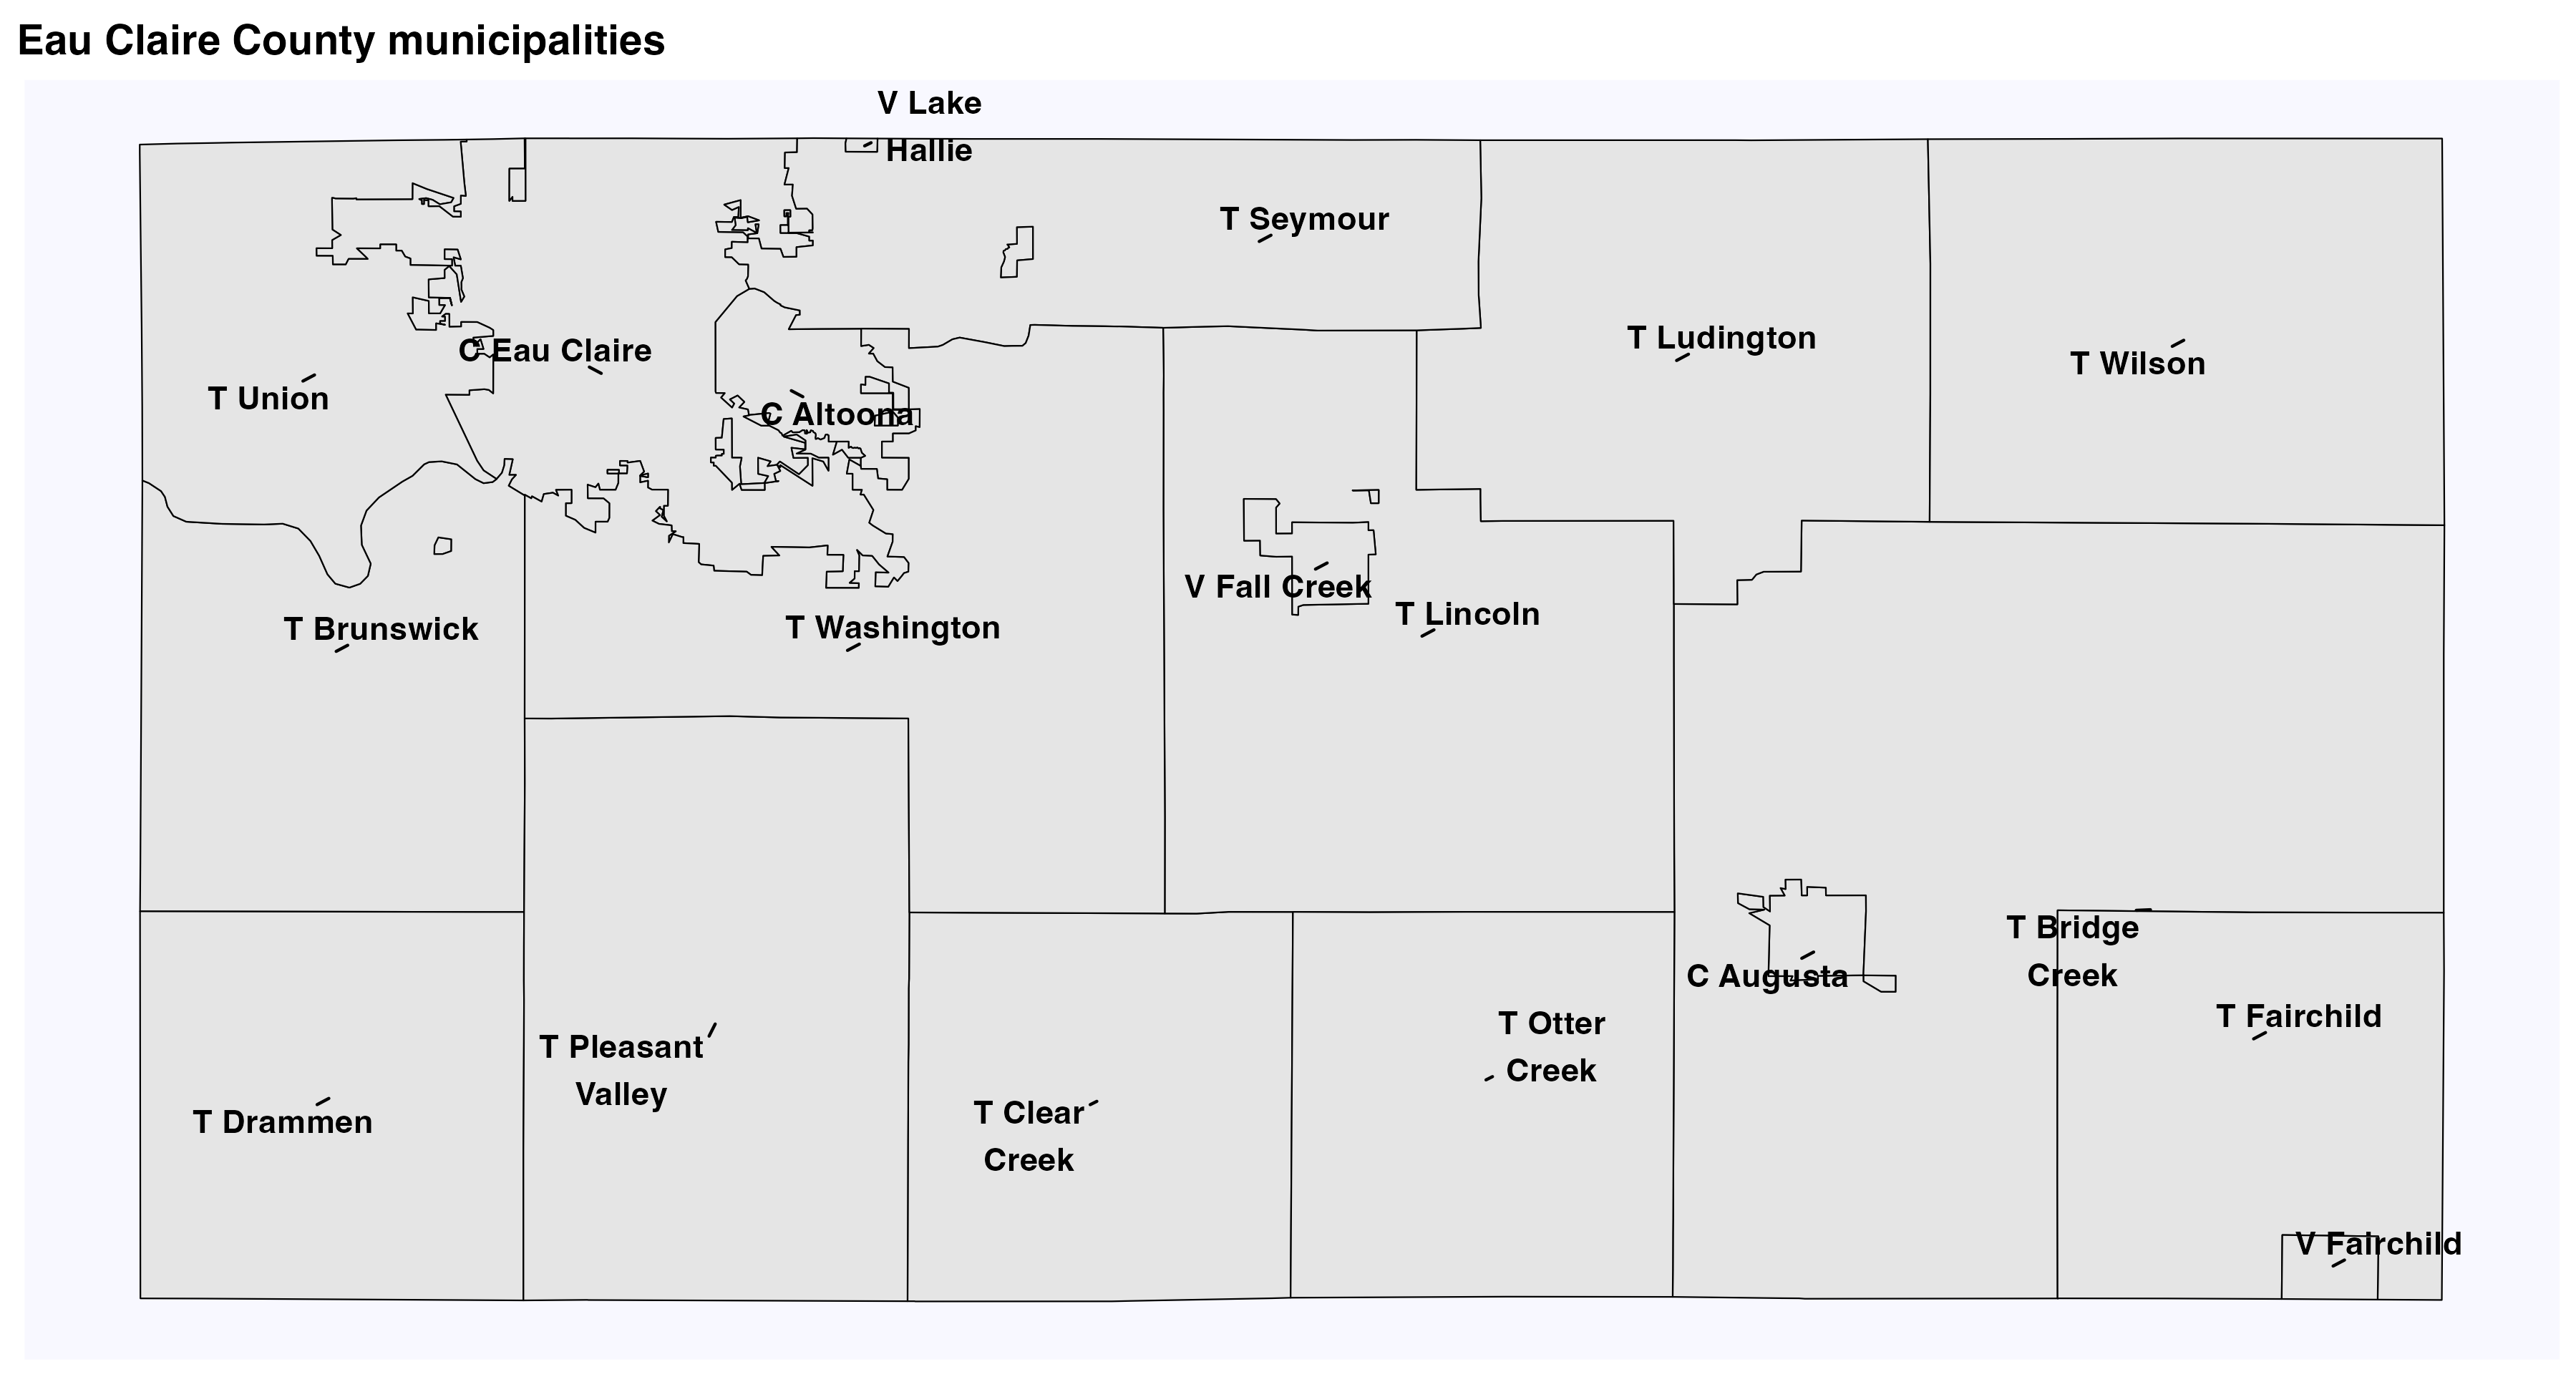 Eau Claire County municipalities
V Lake
Hallie
T Seymour
T Ludington
C Eau Claire
T Wilson
T Union
C Altoona
V Fall Creek
T Lincoln
T Brunswick
T Washington
T Bridge
Creek
C Augusta
T Fairchild
T Otter
Creek
T Pleasant
Valley
T Clear
Creek
T Drammen
V Fairchild